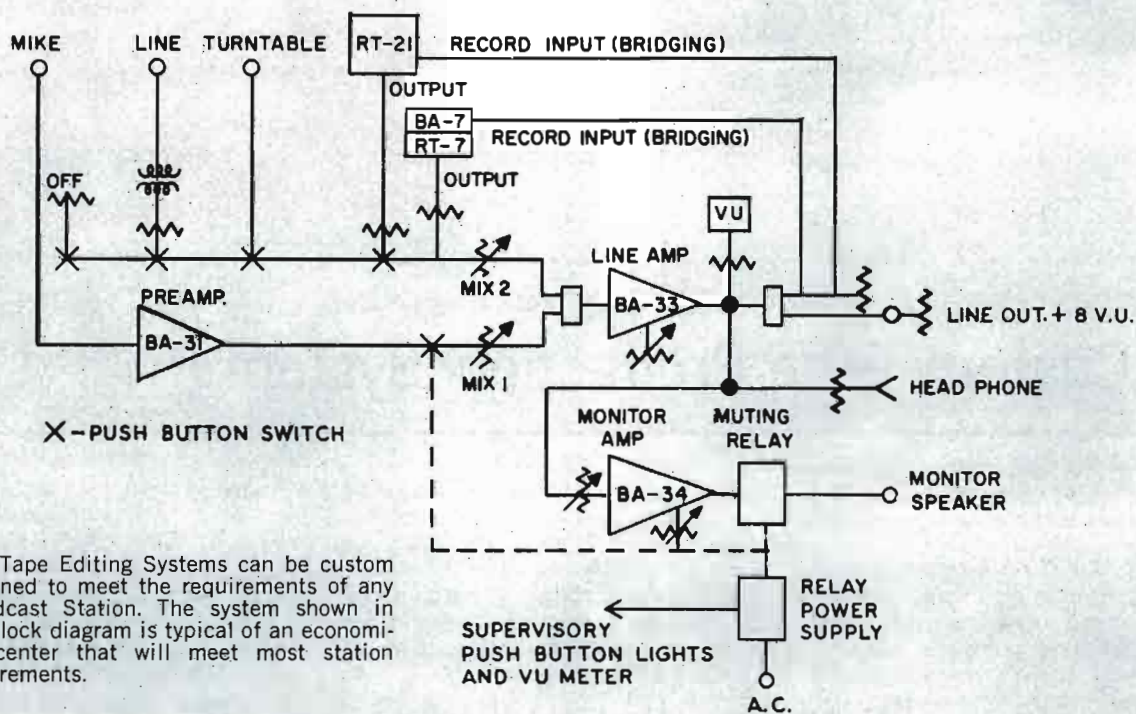 MIKE
LINE
TURNTABLE
RT-21
RECORD INPUT (BRIDGING)
OUTPUT
BA-7
RT-7
RECORD INPUT (BRIDGING)
OUTPUT
OFF
VU
LINE AMP
BA-33
MIX 2
PREAMP.
BA-31
MIX 1
LINE OUT. + 8 V.U.
HEAD PHONE
X-PUSH BUTTON SWITCH
MONITOR
AMP
MUTING
RELAY
BA-34
MONITOR
SPEAKER
Tape Editing Systems can be custom
ned to meet the requirements of any
dcast Station. The system shown in
lock diagram is typical of an economi-
center that will meet most station
rements.
SUPERVISORY
PUSH BUTTON LIGHTS
AND VU METER
RELAY
POWER
SUPPLY
A.C.